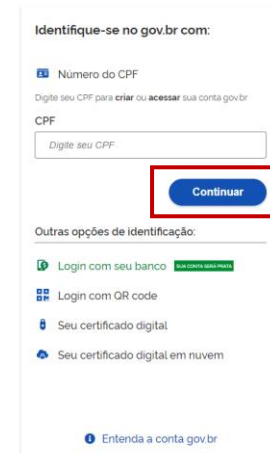 Identifique-se no gov.br com:
Número do CPF
Digite seu CPF para criar ou acessar sua conta gov.br
CPF
Digite seu CPF
Continuar
Outras opções de identificação:
Login com seu banco SUA CONTA SERÁ PRATA
Login com QR code
Seu certificado digital
Seu certificado digital em nuvem
Entenda a conta gov.br